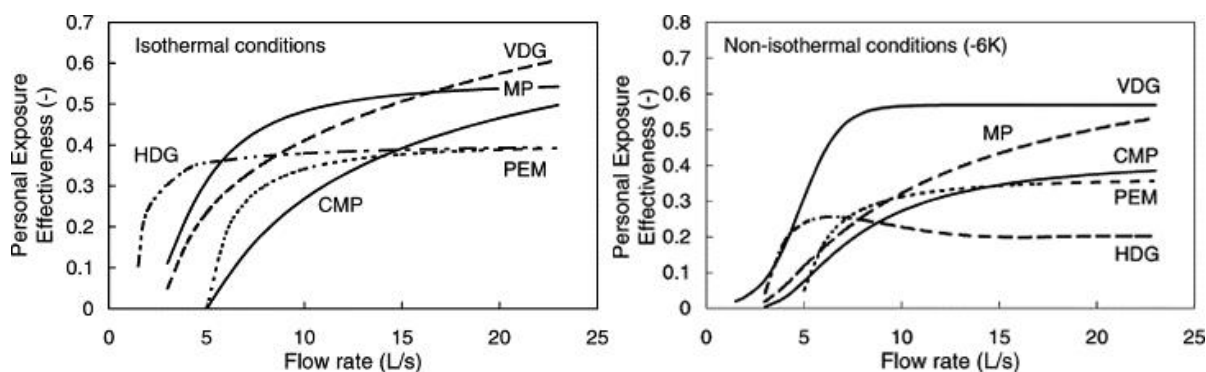 Personal Exposure
Effectiveness (-)
0.7
0.6
0.5
0.4
0.3
0.2
0.1
0
Isothermal conditions
VDG
MP
HDG
PEM
CMP
0 5 10 15 20 25
Flow rate (L/s)
Personal Exposure
Effectiveness (-)
0.8
0.7
0.6
0.5
0.4
0.3
0.2
0.1
0
Non-isothermal conditions (-6K)
VDG
MP
CMP
PEM
HDG
0 5 10 15 20 25
Flow rate (L/s)